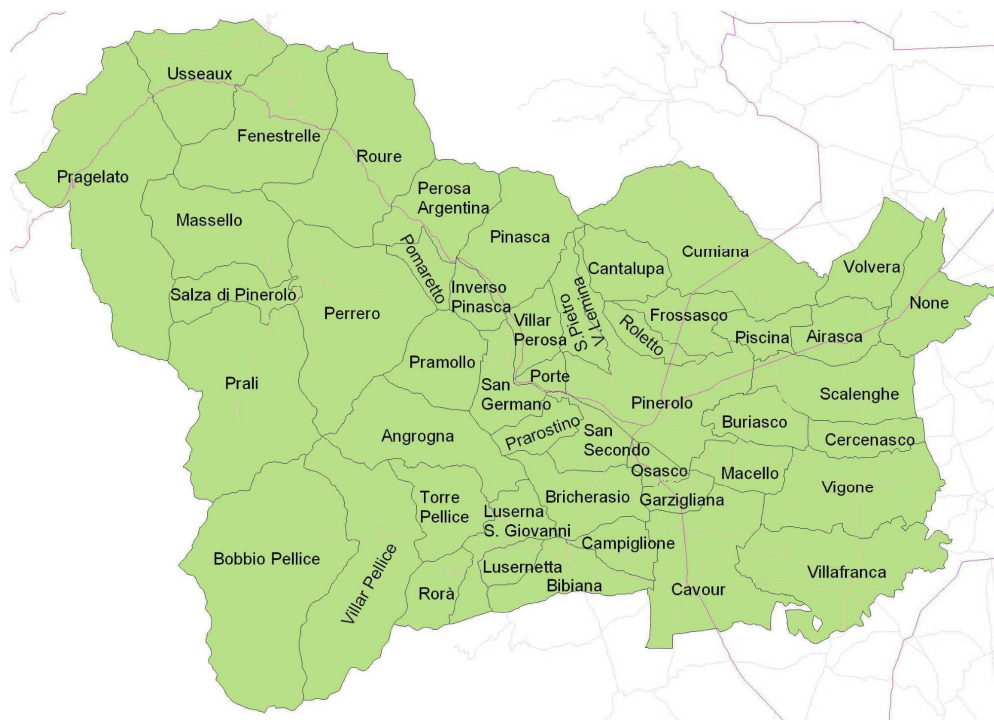 Usseaux
Fenestrelle
Roure
Pragelato
Perosa
Argentina
Massello
Pinasca
Cumiana
Pomaretto
Cantalupa
Volvera
Salza di Pinerolo
Inverso
Pinasca
S.Pietro
V.Lemina
None
Perrero
Villar
Perosa
Roletto
Frossasco
Piscina
Airasca
Pramollo
Prali
San
Germano
Porte
Scalenghe
Pinerolo
Buriasco
Angrogna
Prarostino
San
Secondo
Cercenasco
Osasco
Macello
Vigone
Torre
Pellice
Luserna
S. Giovanni
Bricherasio
Garzigliana
Bobbio Pellice
Villar Pellice
Campiglione
Lusernetta
Villafranca
Rorà
Bibiana
Cavour